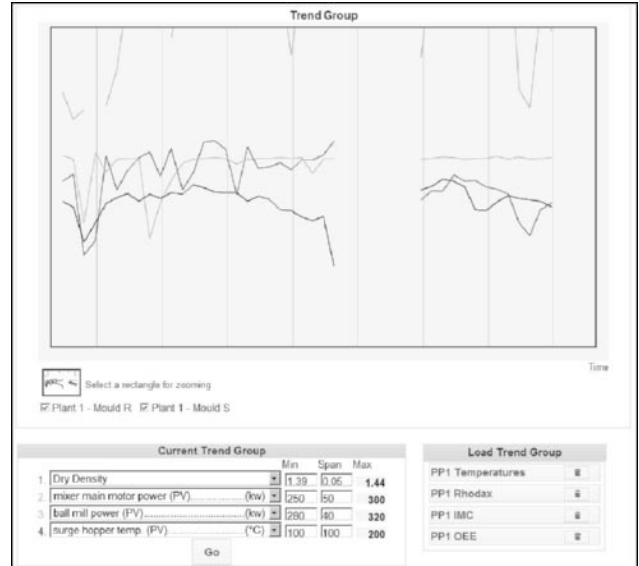 Trend Group
Time
Select a rectangle for zooming
Plant 1 - Mould R Plant 1 - Mould S
Current Trend Group
Min Span Max
1. Dry Density 1.39 0.05 1.44
2. mixer main motor power (PV)........................(kw) 250 50 300
3. ball mill power (PV)........................(kw) 280 40 320
4. surge hopper temp. (PV)........................(°C) 100 100 200
Go
Load Trend Group
PP1 Temperatures
PP1 Rhodax
PP1 IMC
PP1 OEE